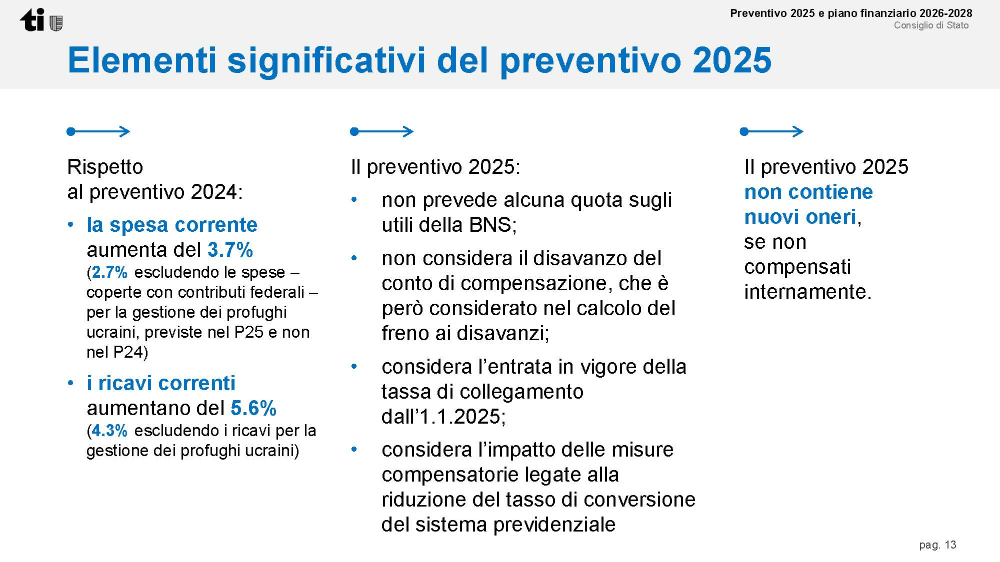 ti
Preventivo 2025 e piano finanziario 2026-2028
Consiglio di Stato
Elementi significativi del preventivo 2025
Rispetto
al preventivo 2024:
• la spesa corrente
aumenta del 3.7%
(2.7% escludendo le spese –
coperte con contributi federali –
per la gestione dei profughi
ucraini, previste nel P25 e non
nel P24)
• i ricavi correnti
aumentano del 5.6%
(4.3% escludendo i ricavi per la
gestione dei profughi ucraini)
Il preventivo 2025:
• non prevede alcuna quota sugli
utili della BNS;
• non considera il disavanzo del
conto di compensazione, che è
però considerato nel calcolo del
freno ai disavanzi;
• considera l’entrata in vigore della
tassa di collegamento
dall’1.1.2025;
• considera l’impatto delle misure
compensatorie legate alla
riduzione del tasso di conversione
del sistema previdenziale
Il preventivo 2025
non contiene
nuovi oneri,
se non
compensati
internamente.
pag. 13